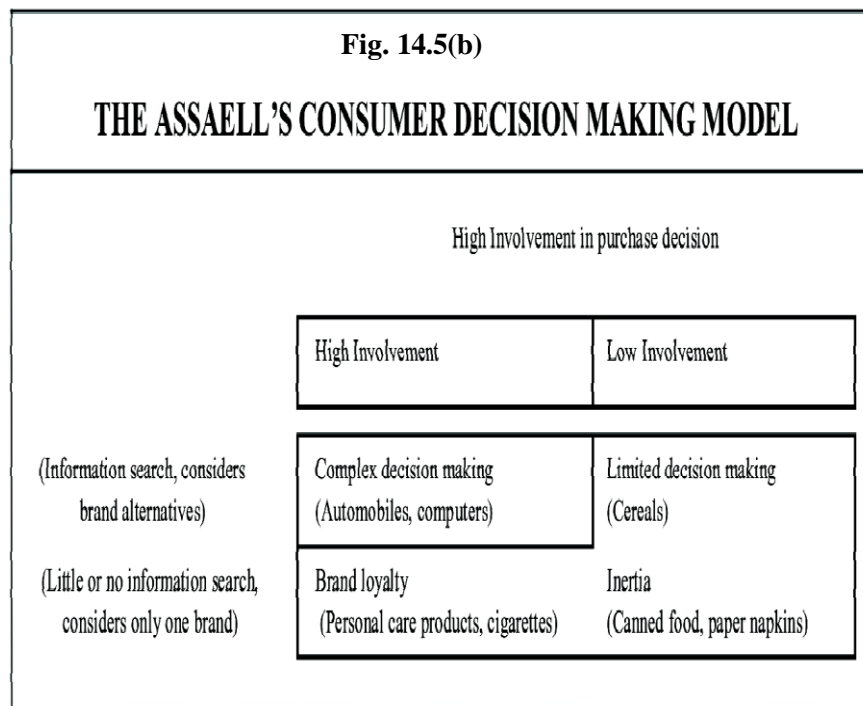 Fig. 14.5(b)
THE ASSAELL'S CONSUMER DECISION MAKING MODEL
High Involvement in purchase decision
High Involvement
Low Involvement
(Information search, considers
brand alternatives)
Complex decision making
(Automobiles, computers)
Limited decision making
(Cereals)
(Little or no information search,
considers only one brand)
Brand loyalty
(Personal care products, cigarettes)
Inertia
(Canned food, paper napkins)